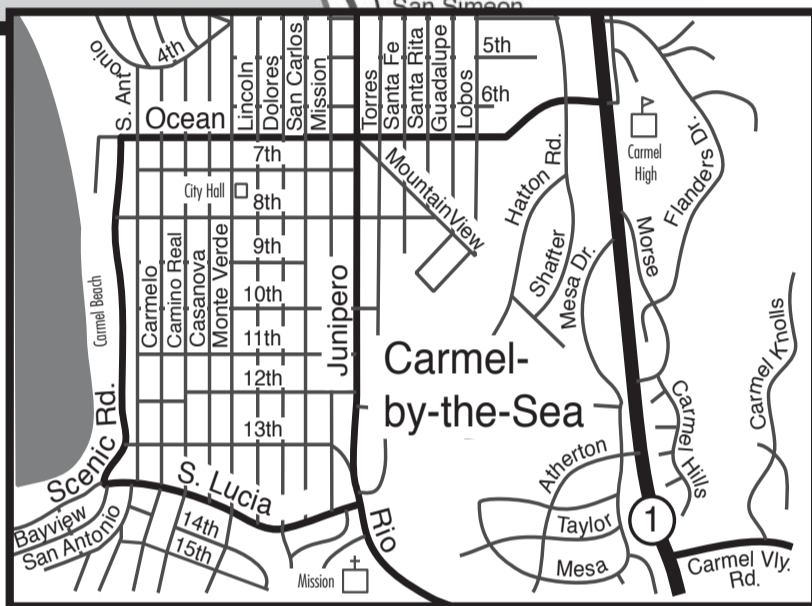 San Simeon
4th
S. Antonio
Lincoln
Dolores
San Carlos
Mission
Torres
Santa Fe
Santa Rita
Guadalupe
Lobos
5th
6th
Ocean
7th
City Hall
8th
9th
10th
11th
12th
13th
Carmel Beach
Carmelo
Camino Real
Casanova
Monte Verde
Junipero
Mountain View
Hatton Rd.
Shafter
Mesa Dr.
Carmel
High
Flanders Dr.
Morse
Carmel-
by-the-Sea
Carmel Knolls
Carmel Hills
Scenic Rd.
S. Lucia
Bayview
San Antonio
14th
15th
Mission
Rio
Atherton
Taylor
Mesa
1
Carmel Vly.
Rd.